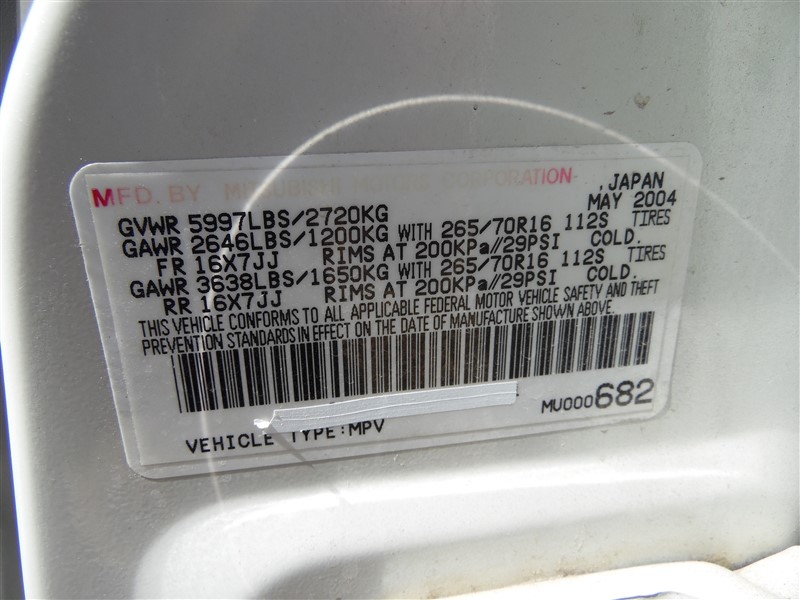 MFD. BY MITSUBISHI MOTORS CORPORATION ,JAPAN
GVWR 5997LBS/2720KG MAY 2004
GAWR 2646LBS/1200KG WITH 265/70R16 112S TIRES
FR 16X7JJ RIMS AT 200KPa//29PSI COLD.
GAWR 3638LBS/1650KG WITH 265/70R16 112S TIRES
RR 16X7JJ RIMS AT 200KPa//29PSI COLD.
THIS VEHICLE CONFORMS TO ALL APPLICABLE FEDERAL MOTOR VEHICLE SAFETY AND THEFT
PREVENTION STANDARDS IN EFFECT ON THE DATE OF MANUFACTURE SHOWN ABOVE.
MU000682
VEHICLE TYPE:MPV